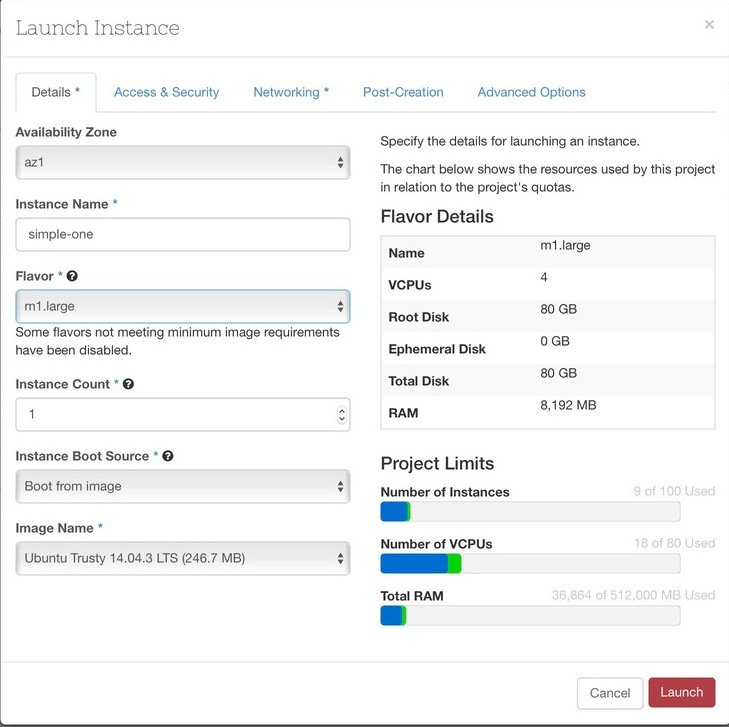 Launch Instance
×
Details *
Access & Security
Networking *
Post-Creation
Advanced Options
Availability Zone
az1
Instance Name *
simple-one
Flavor * ?
m1.large
Some flavors not meeting minimum image requirements
have been disabled.
Instance Count * ?
1
Instance Boot Source * ?
Boot from image
Image Name *
Ubuntu Trusty 14.04.3 LTS (246.7 MB)
Specify the details for launching an instance.
The chart below shows the resources used by this project
in relation to the project's quotas.
Flavor Details
Name m1.large
VCPUs 4
Root Disk 80 GB
Ephemeral Disk 0 GB
Total Disk 80 GB
RAM 8,192 MB
Project Limits
Number of Instances 9 of 100 Used
Number of VCPUs 18 of 80 Used
Total RAM 36,864 of 512,000 MB Used
Cancel
Launch